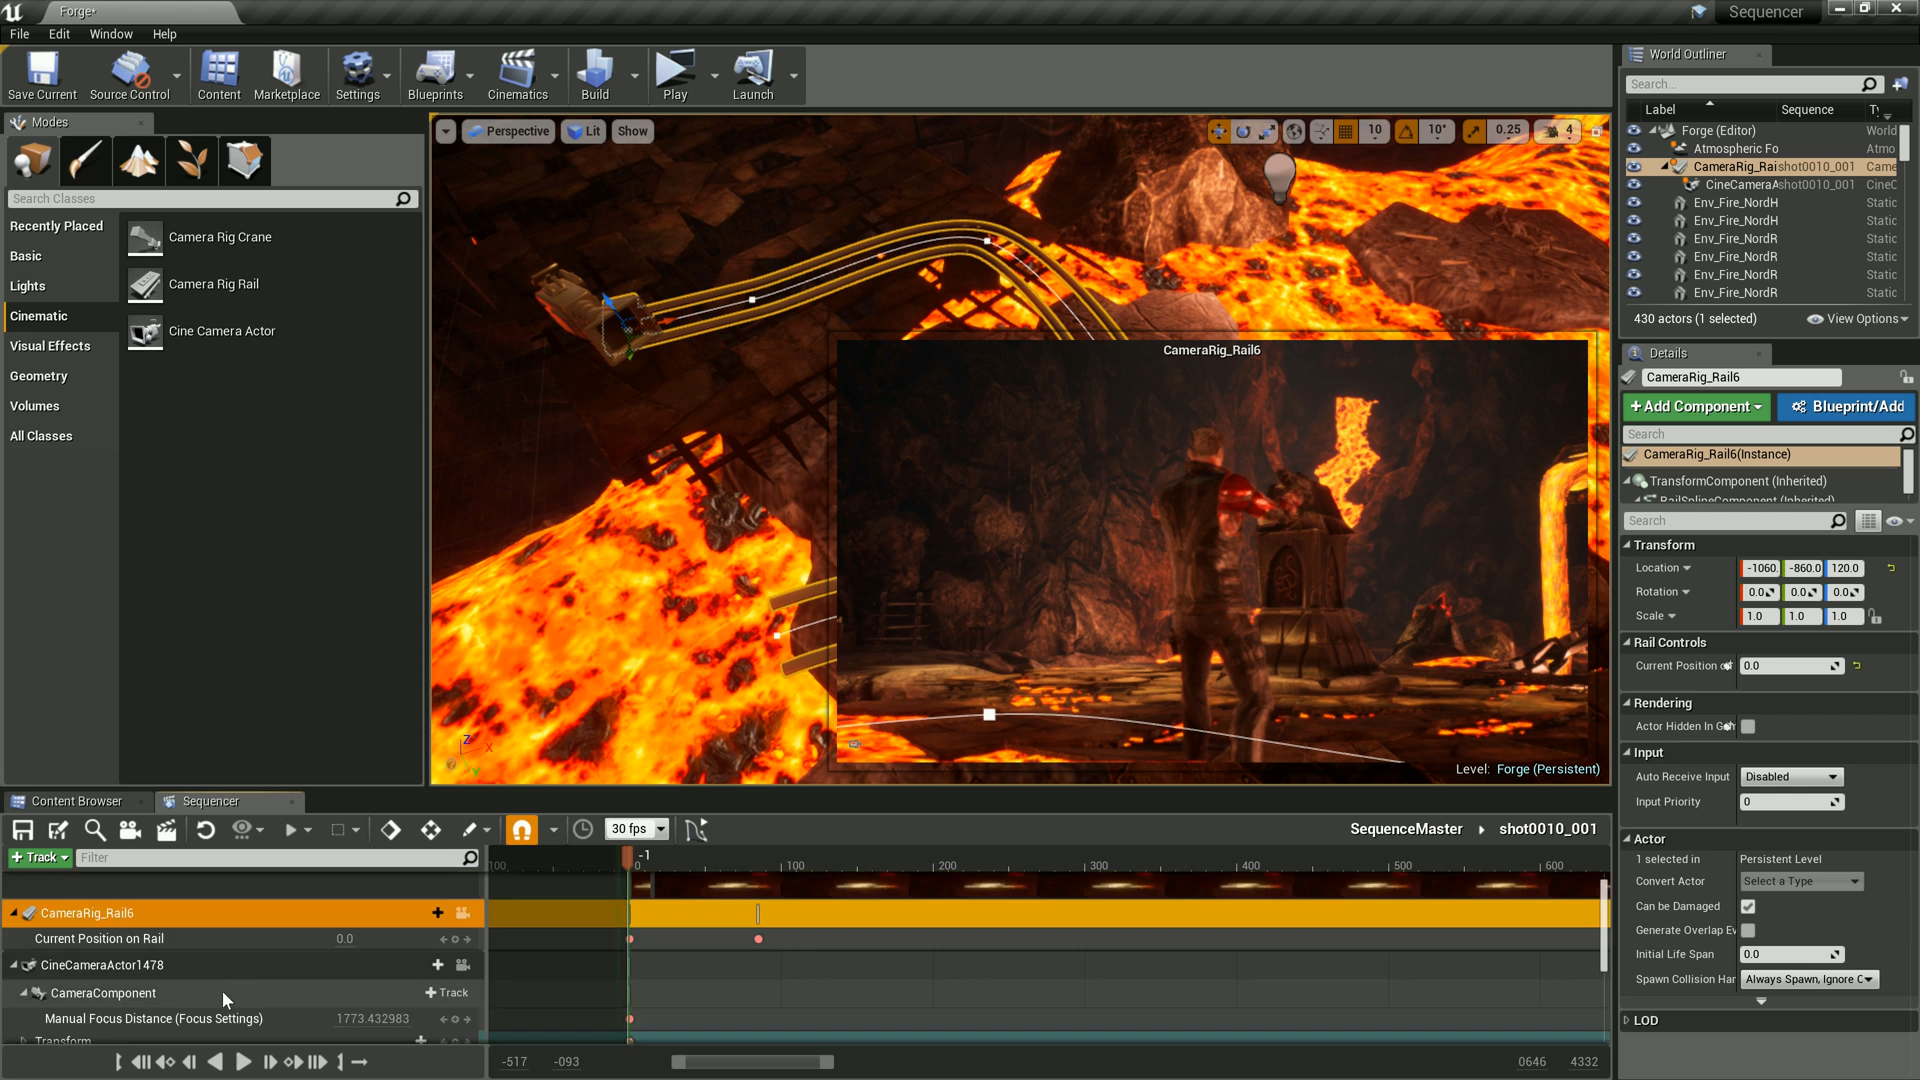 Forge*
Sequencer
File Edit Window Help
Save Current
Source Control
Content
Marketplace
Settings
Blueprints
Cinematics
Build
Play
Launch
Modes
Search Classes
Recently Placed
Basic
Lights
Cinematic
Visual Effects
Geometry
Volumes
All Classes
Camera Rig Crane
Camera Rig Rail
Cine Camera Actor
Perspective Lit Show
10 10° 0.25 4
CameraRig_Rail6
Z X Y
Level: Forge (Persistent)
World Outliner
Search...
Label Sequence Ty
Forge (Editor) World
Atmospheric Fo Atmo
CameraRig_Rai shot0010_001 Came
CineCameraA shot0010_001 CineC
Env_Fire_NordH Static
Env_Fire_NordH Static
Env_Fire_NordR Static
Env_Fire_NordR Static
Env_Fire_NordR Static
Env_Fire_NordR Static
430 actors (1 selected) View Options
Details
CameraRig_Rail6
+Add Component Blueprint/Add
Search
CameraRig_Rail6(Instance)
TransformComponent (Inherited)
RailSplineComponent (Inherited)
Search
Transform
Location -1060. -860.0 120.0
Rotation 0.0 0.0 0.0
Scale 1.0 1.0 1.0
Rail Controls
Current Position o 0.0
Rendering
Actor Hidden In Ga
Input
Auto Receive Input Disabled
Input Priority 0
Actor
1 selected in Persistent Level
Convert Actor Select a Type
Can be Damaged
Generate Overlap Ev
Initial Life Span 0.0
Spawn Collision Har Always Spawn, Ignore C
LOD
Content Browser Sequencer
30 fps
SequenceMaster shot0010_001
+ Track Filter
-100 -1 0 100 200 300 400 500 600
CameraRig_Rail6
Current Position on Rail 0.0
CineCameraActor1478
CameraComponent + Track
Manual Focus Distance (Focus Settings) 1773.432983
Transform
-517 -093 0646 4332